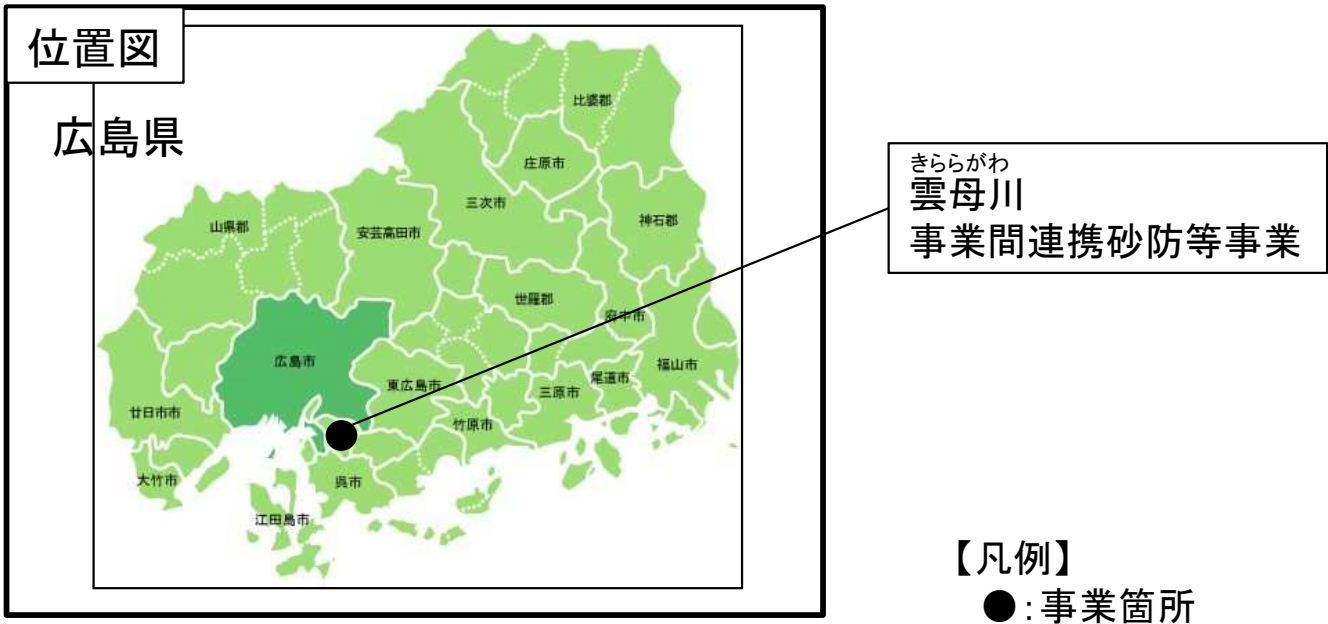 位置図
広島県
比婆郡
庄原市
三次市
神石郡
山県郡
安芸高田市
世羅郡
府中市
広島市
福山市
東広島市
尾道市
三原市
廿日市市
竹原市
大竹市
呉市
江田島市
きららがわ
雲母川
事業間連携砂防等事業
【凡例】
●:事業箇所